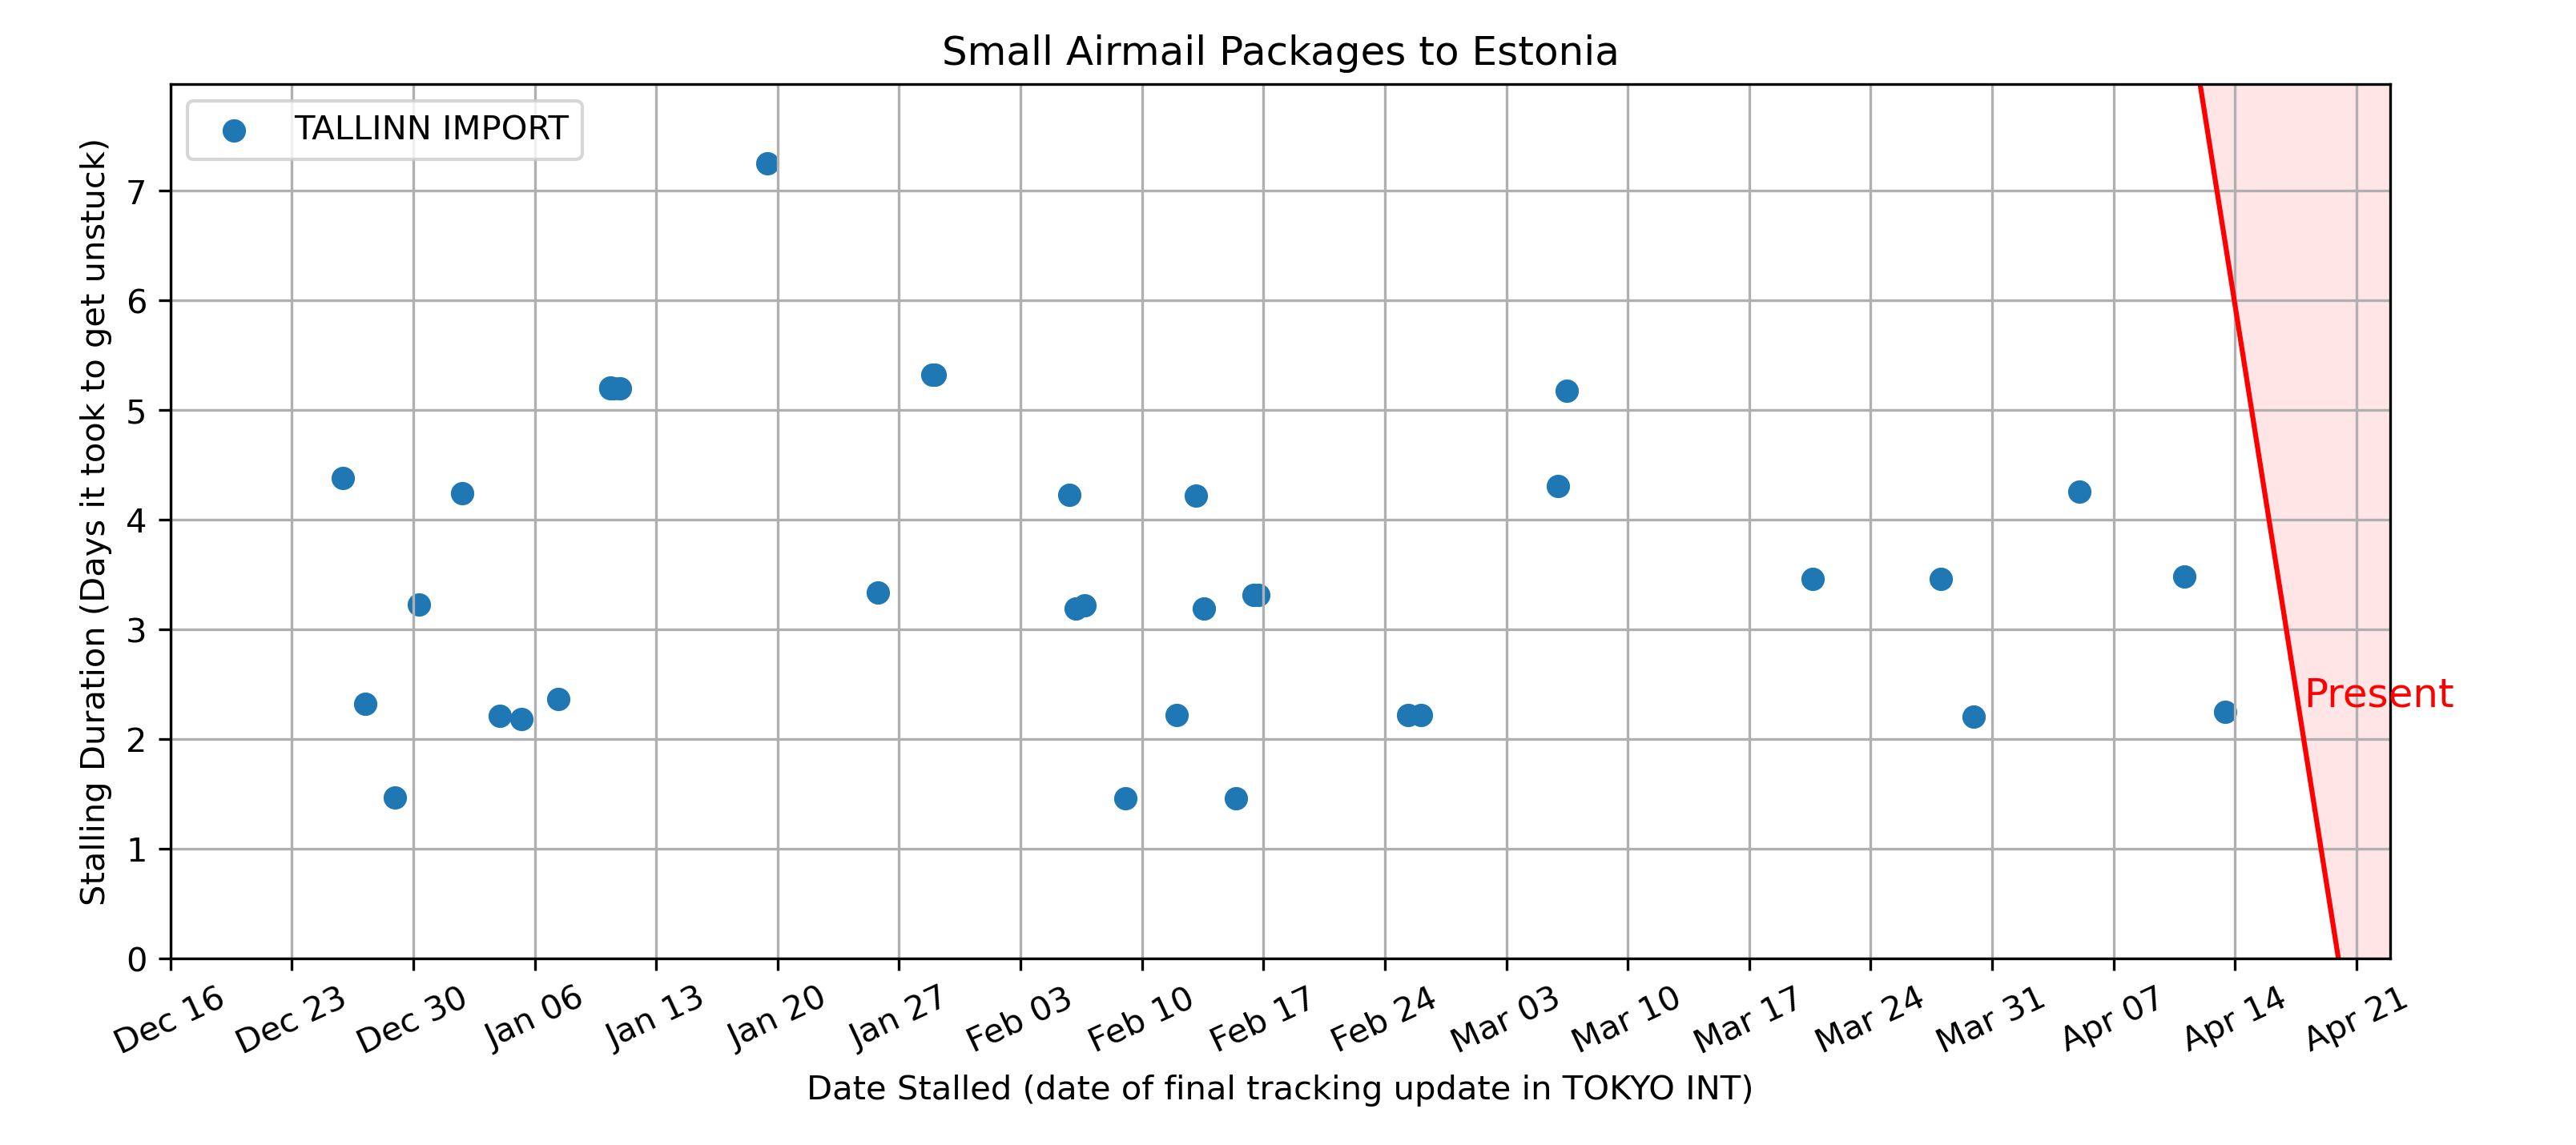 Small Airmail Packages to Estonia
TALLINN IMPORT
Stalling Duration (Days it took to get unstuck)
7
6
5
4
3
2
1
0
Present
Dec 16
Dec 23
Dec 30
Jan 06
Jan 13
Jan 20
Jan 27
Feb 03
Feb 10
Feb 17
Feb 24
Mar 03
Mar 10
Mar 17
Mar 24
Mar 31
Apr 07
Apr 14
Apr 21
Date Stalled (date of final tracking update in TOKYO INT)